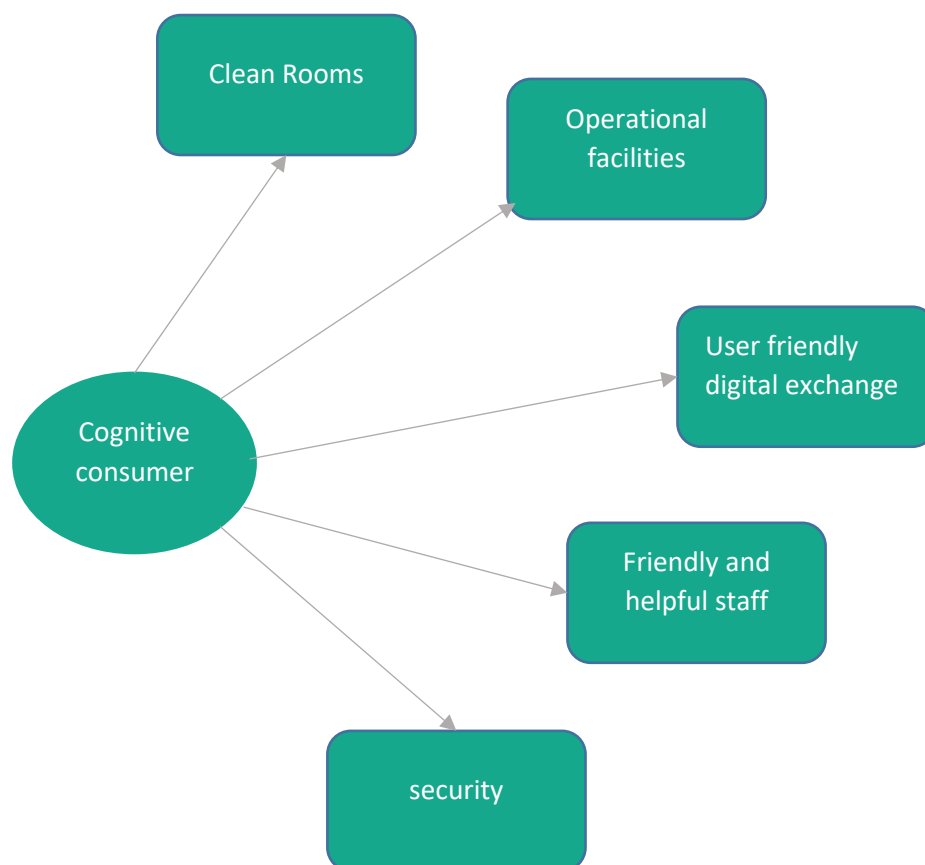 Clean Rooms
Operational
facilities
User friendly
digital exchange
Cognitive
consumer
Friendly and
helpful staff
security